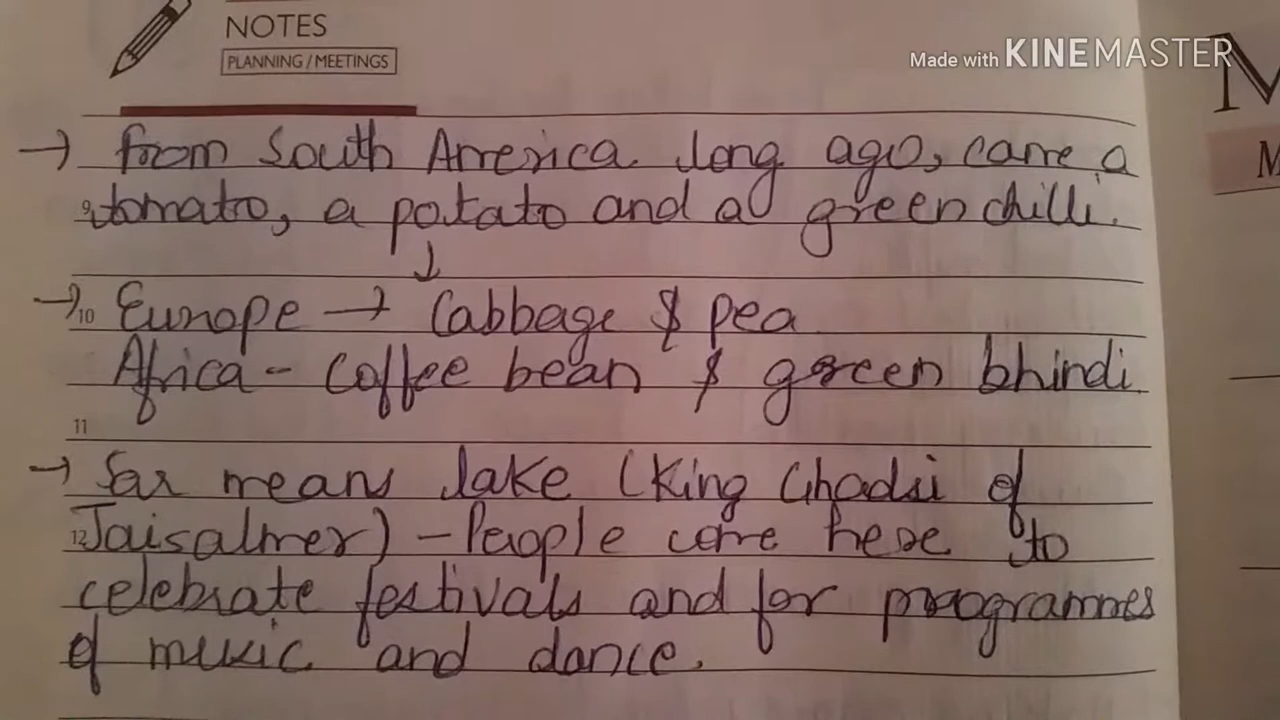 NOTES
PLANNING/MEETINGS
Made with KINEMASTER
M
M
→ from South America long ago, came a
9 tomato, a potato and a green chilli.
↓
→ 10 Europe → Cabbage & pea
Africa - Coffee bean & green bhindi
11
→ Sar means lake (King Ghadsi of
12 Jaisalmer) - People come here to
celebrate festivals and for programmes
of music and dance.